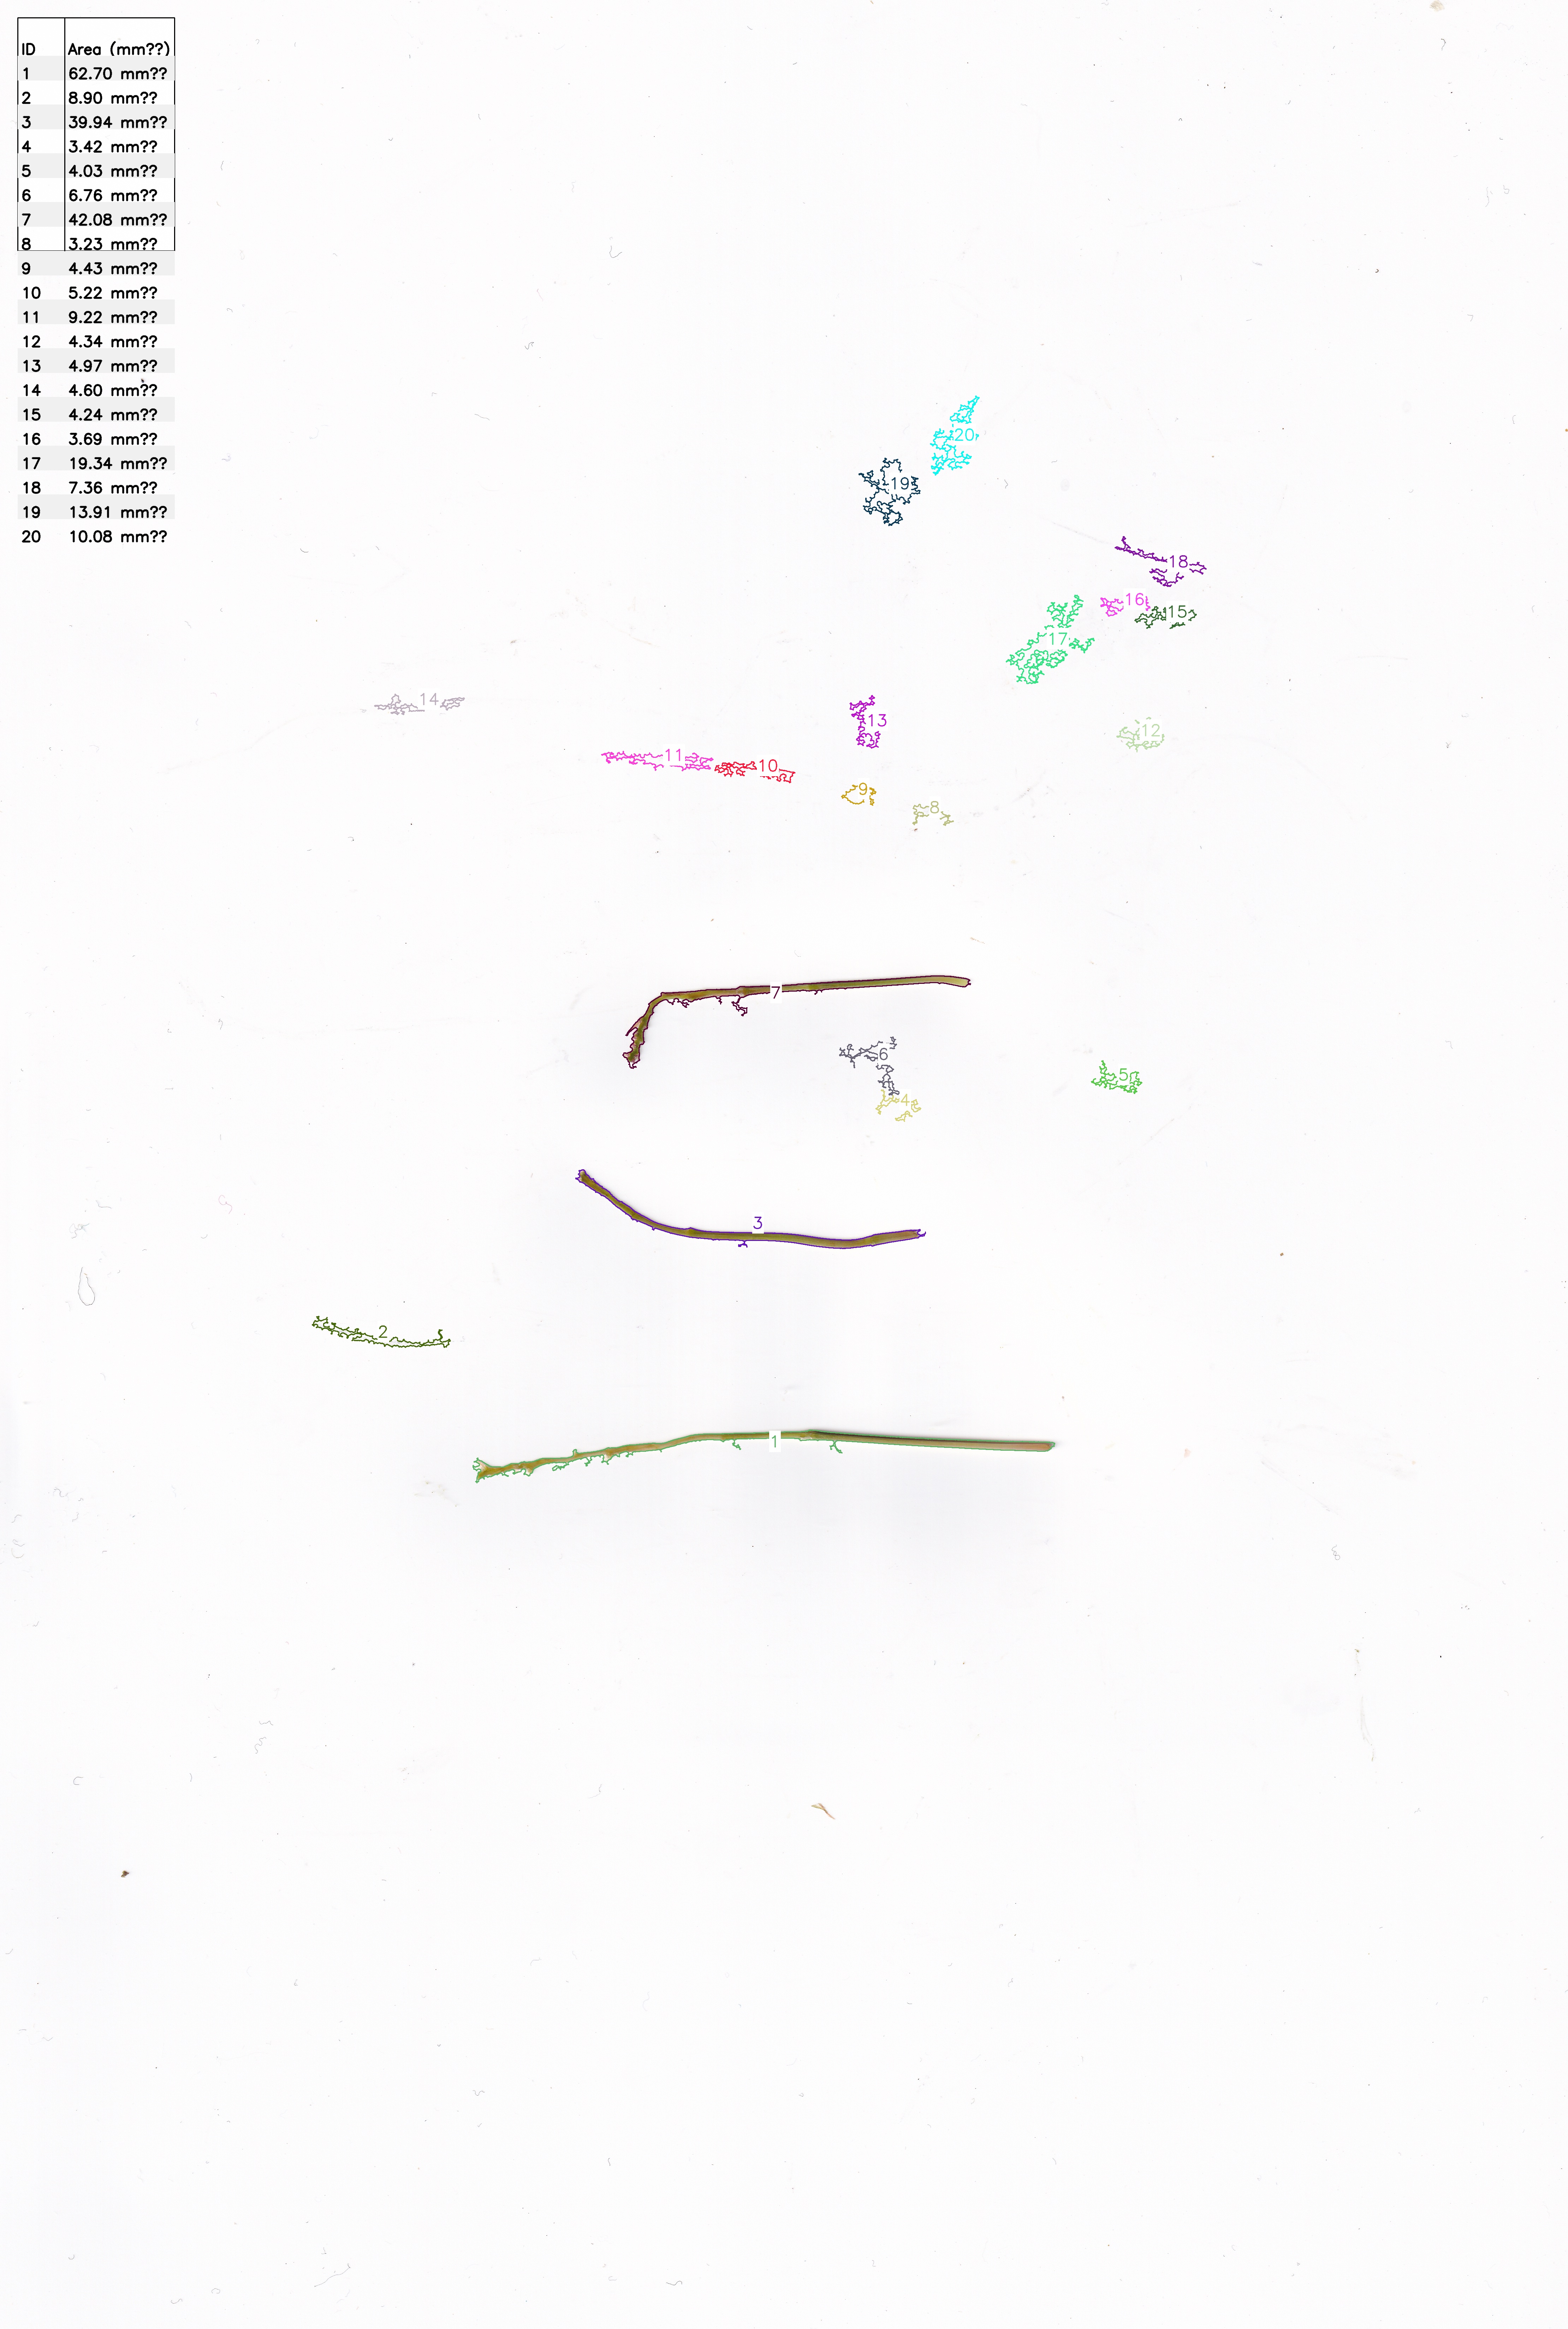 ID Area (mm??)
1 62.70 mm??
2 8.90 mm??
3 39.94 mm??
4 3.42 mm??
5 4.03 mm??
6 6.76 mm??
7 42.08 mm??
8 3.23 mm??
9 4.43 mm??
10 5.22 mm??
11 9.22 mm??
12 4.34 mm??
13 4.97 mm??
14 4.60 mm??
15 4.24 mm??
16 3.69 mm??
17 19.34 mm??
18 7.36 mm??
19 13.91 mm??
20 10.08 mm??
20
19
18
16
15
17
14
13
12
11
10
9
8
7
6
5
4
3
2
1